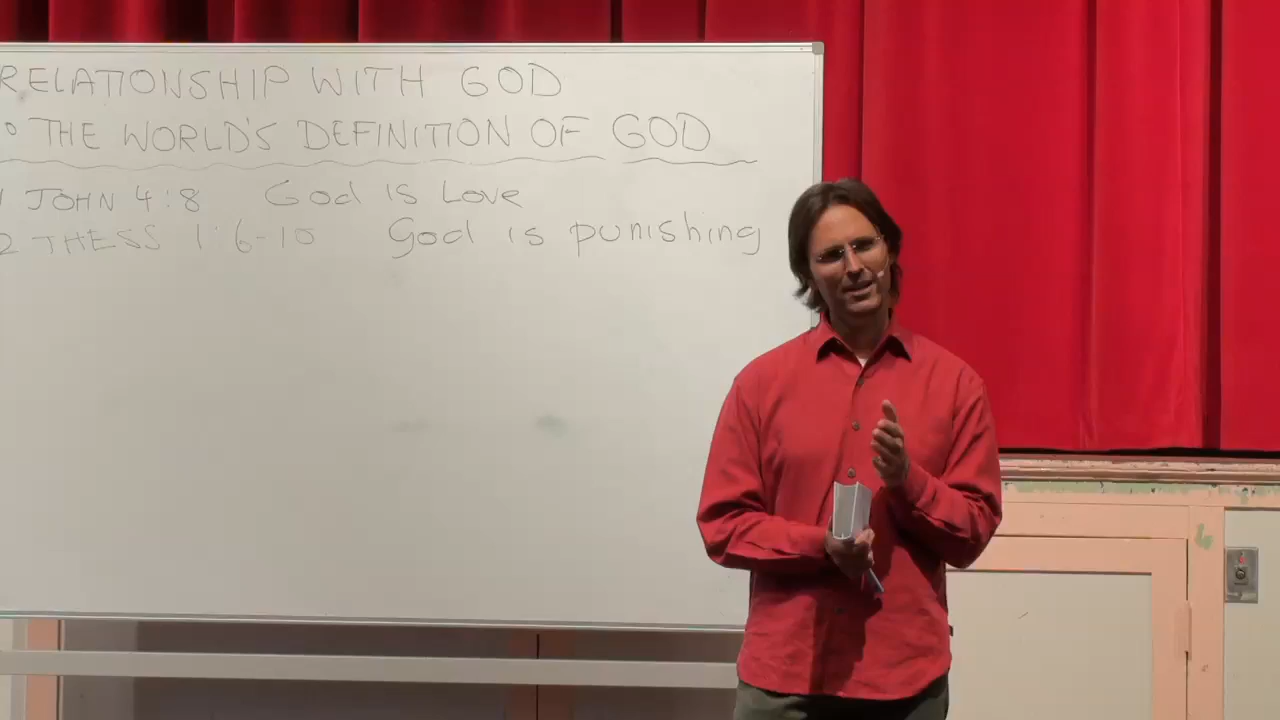 RELATIONSHIP WITH GOD
o THE WORLD'S DEFINITION OF GOD
1 JOHN 4:8 God is Love
2 THESS 1:6-10 God is punishing